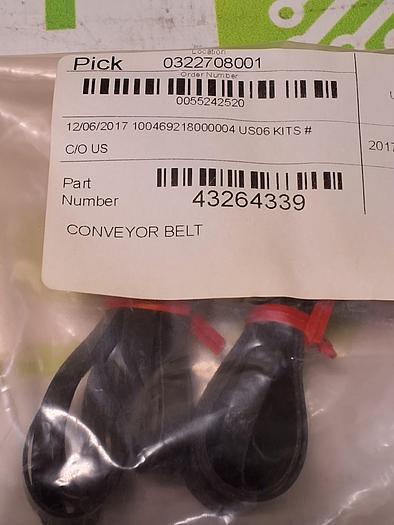 Location
Pick 0322708001
Order Number
0055242520
12/06/2017 100469218000004 US06 KITS #
C/O US
2017
Part
Number
43264339
CONVEYOR BELT